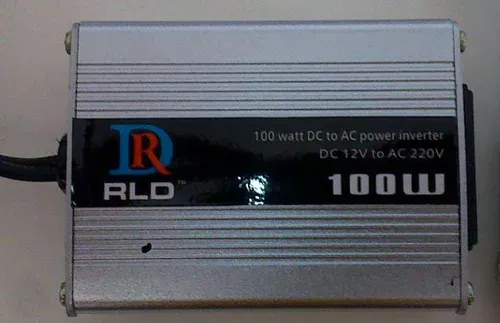 DR
RLD™
100 watt DC to AC power inverter
DC 12V to AC 220V
100W